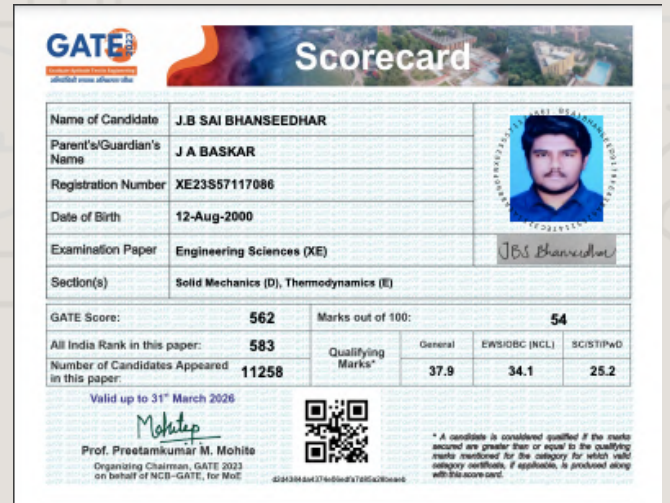 GATE
Scorecard
Name of Candidate J.B SAI BHANSEEDHAR
Parent's/Guardian's Name J A BASKAR
Registration Number XE23S57117086
Date of Birth 12-Aug-2000
Examination Paper Engineering Sciences (XE)
JBS Bhanseedhar
Section(s) Solid Mechanics (D), Thermodynamics (E)
GATE Score: 562 Marks out of 100: 54
All India Rank in this paper: 583
Qualifying Marks* General EWS/OBC (NCL) SC/ST/PwD
37.9 34.1 25.2
Number of Candidates Appeared in this paper: 11258
Valid up to 31st March 2026
Mohite
Prof. Preetamkumar M. Mohite
Organizing Chairman, GATE 2023
on behalf of NCB-GATE, for MoE
* A candidate is considered qualified if the marks
secured are greater than or equal to the qualifying
marks mentioned for the category for which valid
category certificate, if applicable, is produced along
with this score card.